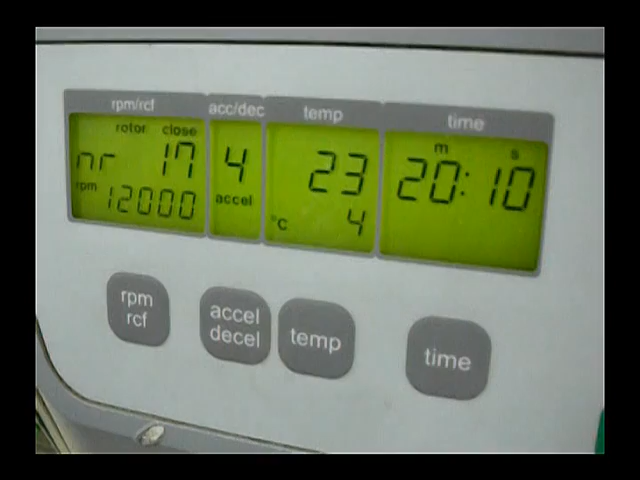 rpm/rcf acc/dec temp time
rotor close m s
nr 17 4 23 20:10
rpm 12000 accel °C 4
rpm
rcf
accel
decel
temp
time